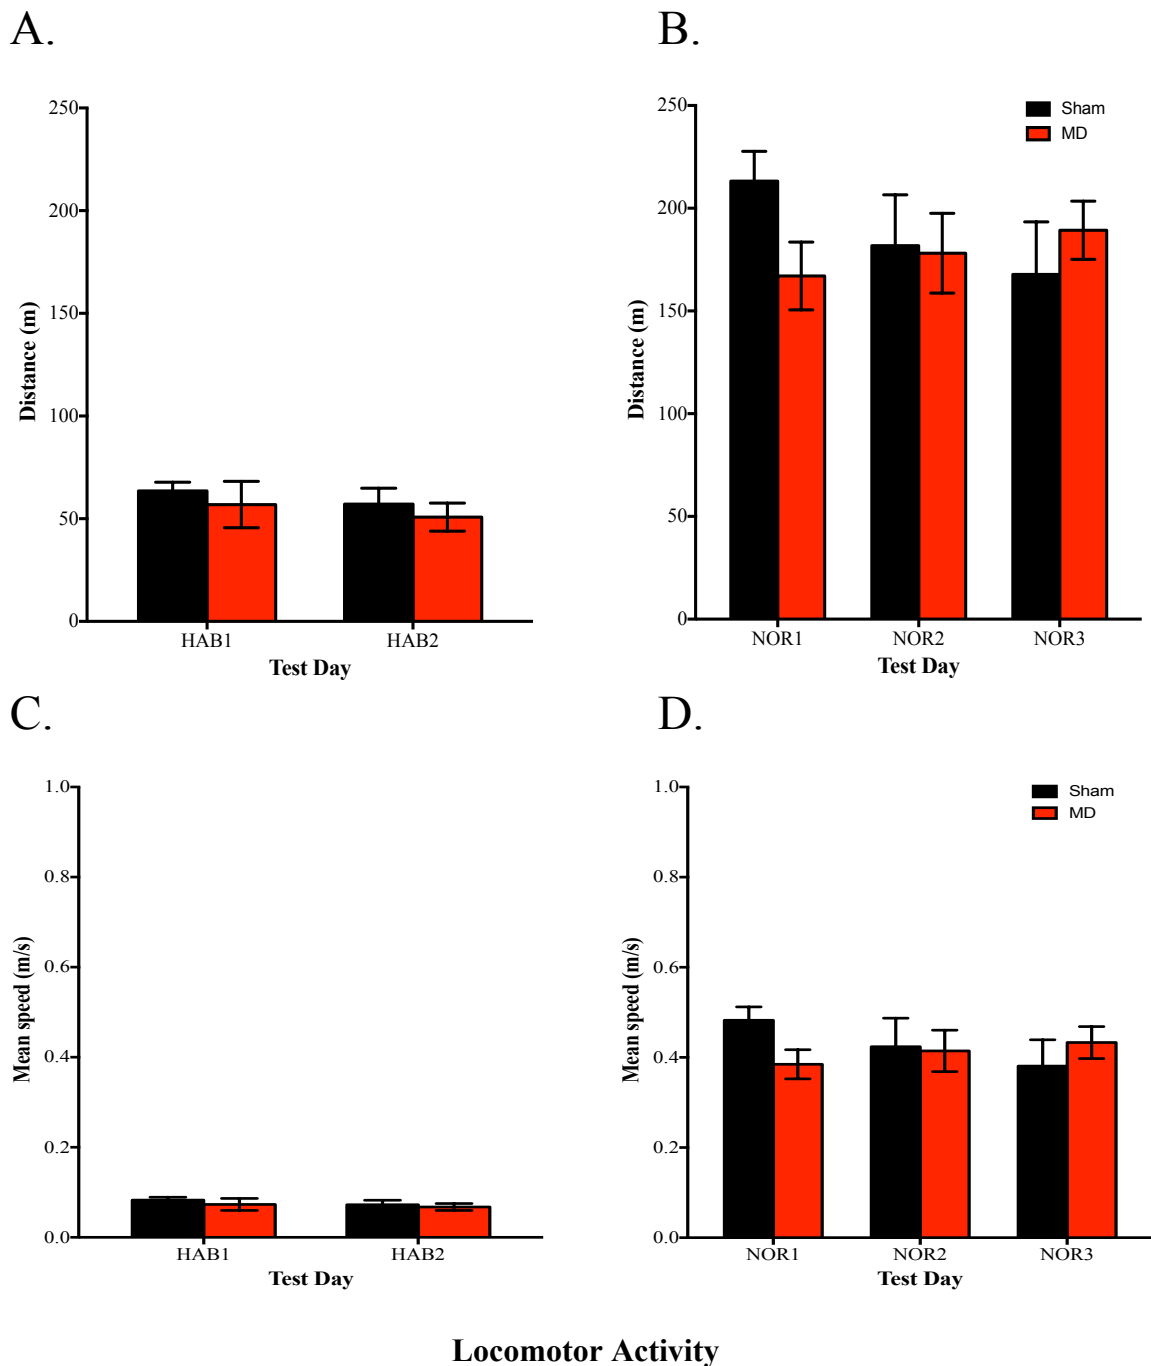 A.
250
200
150
100
50
0
Distance (m)
HAB1 HAB2
Test Day
B.
250
200
150
100
50
0
Distance (m)
Sham
MD
NOR1 NOR2 NOR3
Test Day
C.
1.0
0.8
0.6
0.4
0.2
0.0
Mean speed (m/s)
HAB1 HAB2
Test Day
D.
1.0
0.8
0.6
0.4
0.2
0.0
Mean speed (m/s)
Sham
MD
NOR1 NOR2 NOR3
Test Day
Locomotor Activity